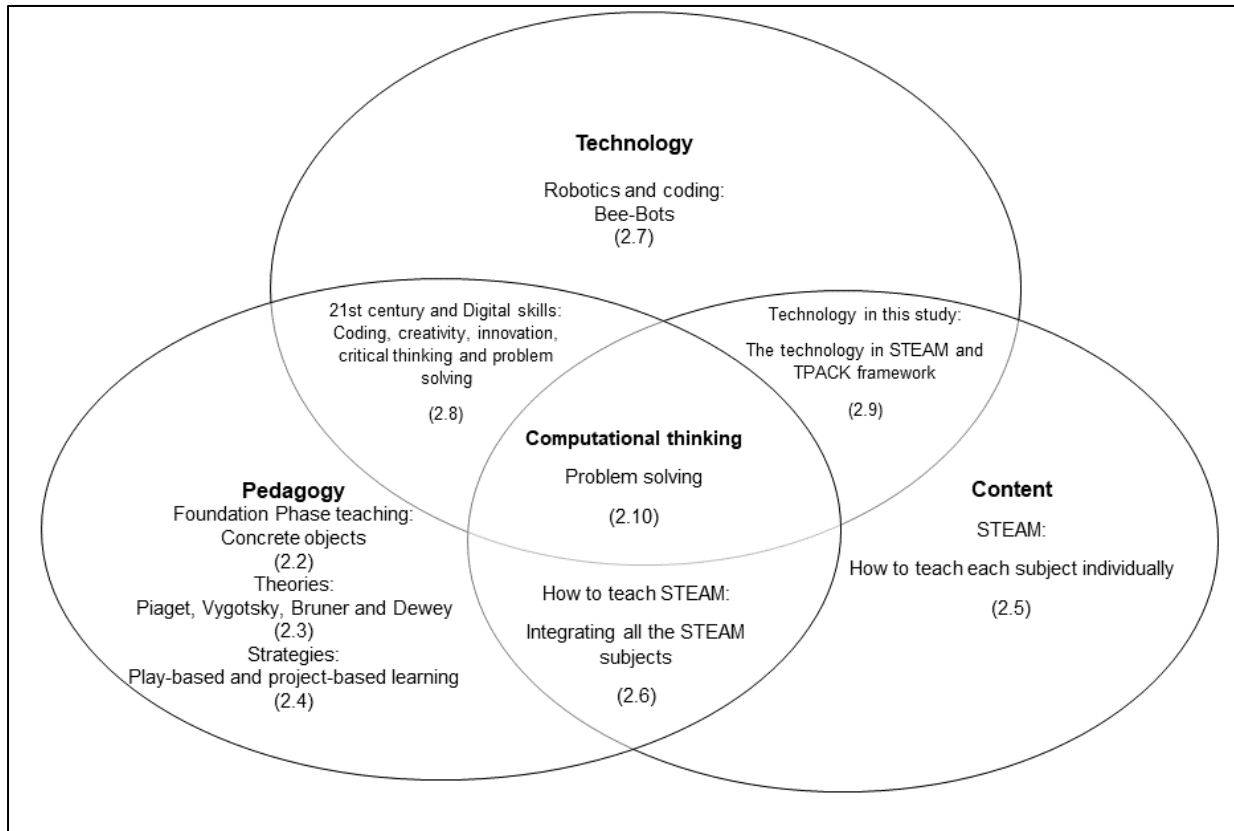 Technology
Robotics and coding:
Bee-Bots
(2.7)
21st century and Digital skills:
Coding, creativity, innovation,
critical thinking and problem
solving
(2.8)
Technology in this study:
The technology in STEAM and
TPACK framework
(2.9)
Computational thinking
Problem solving
(2.10)
Pedagogy
Foundation Phase teaching:
Concrete objects
(2.2)
Theories:
Piaget, Vygotsky, Bruner and Dewey
(2.3)
Strategies:
Play-based and project-based learning
(2.4)
Content
STEAM:
How to teach each subject individually
(2.5)
How to teach STEAM:
Integrating all the STEAM
subjects
(2.6)